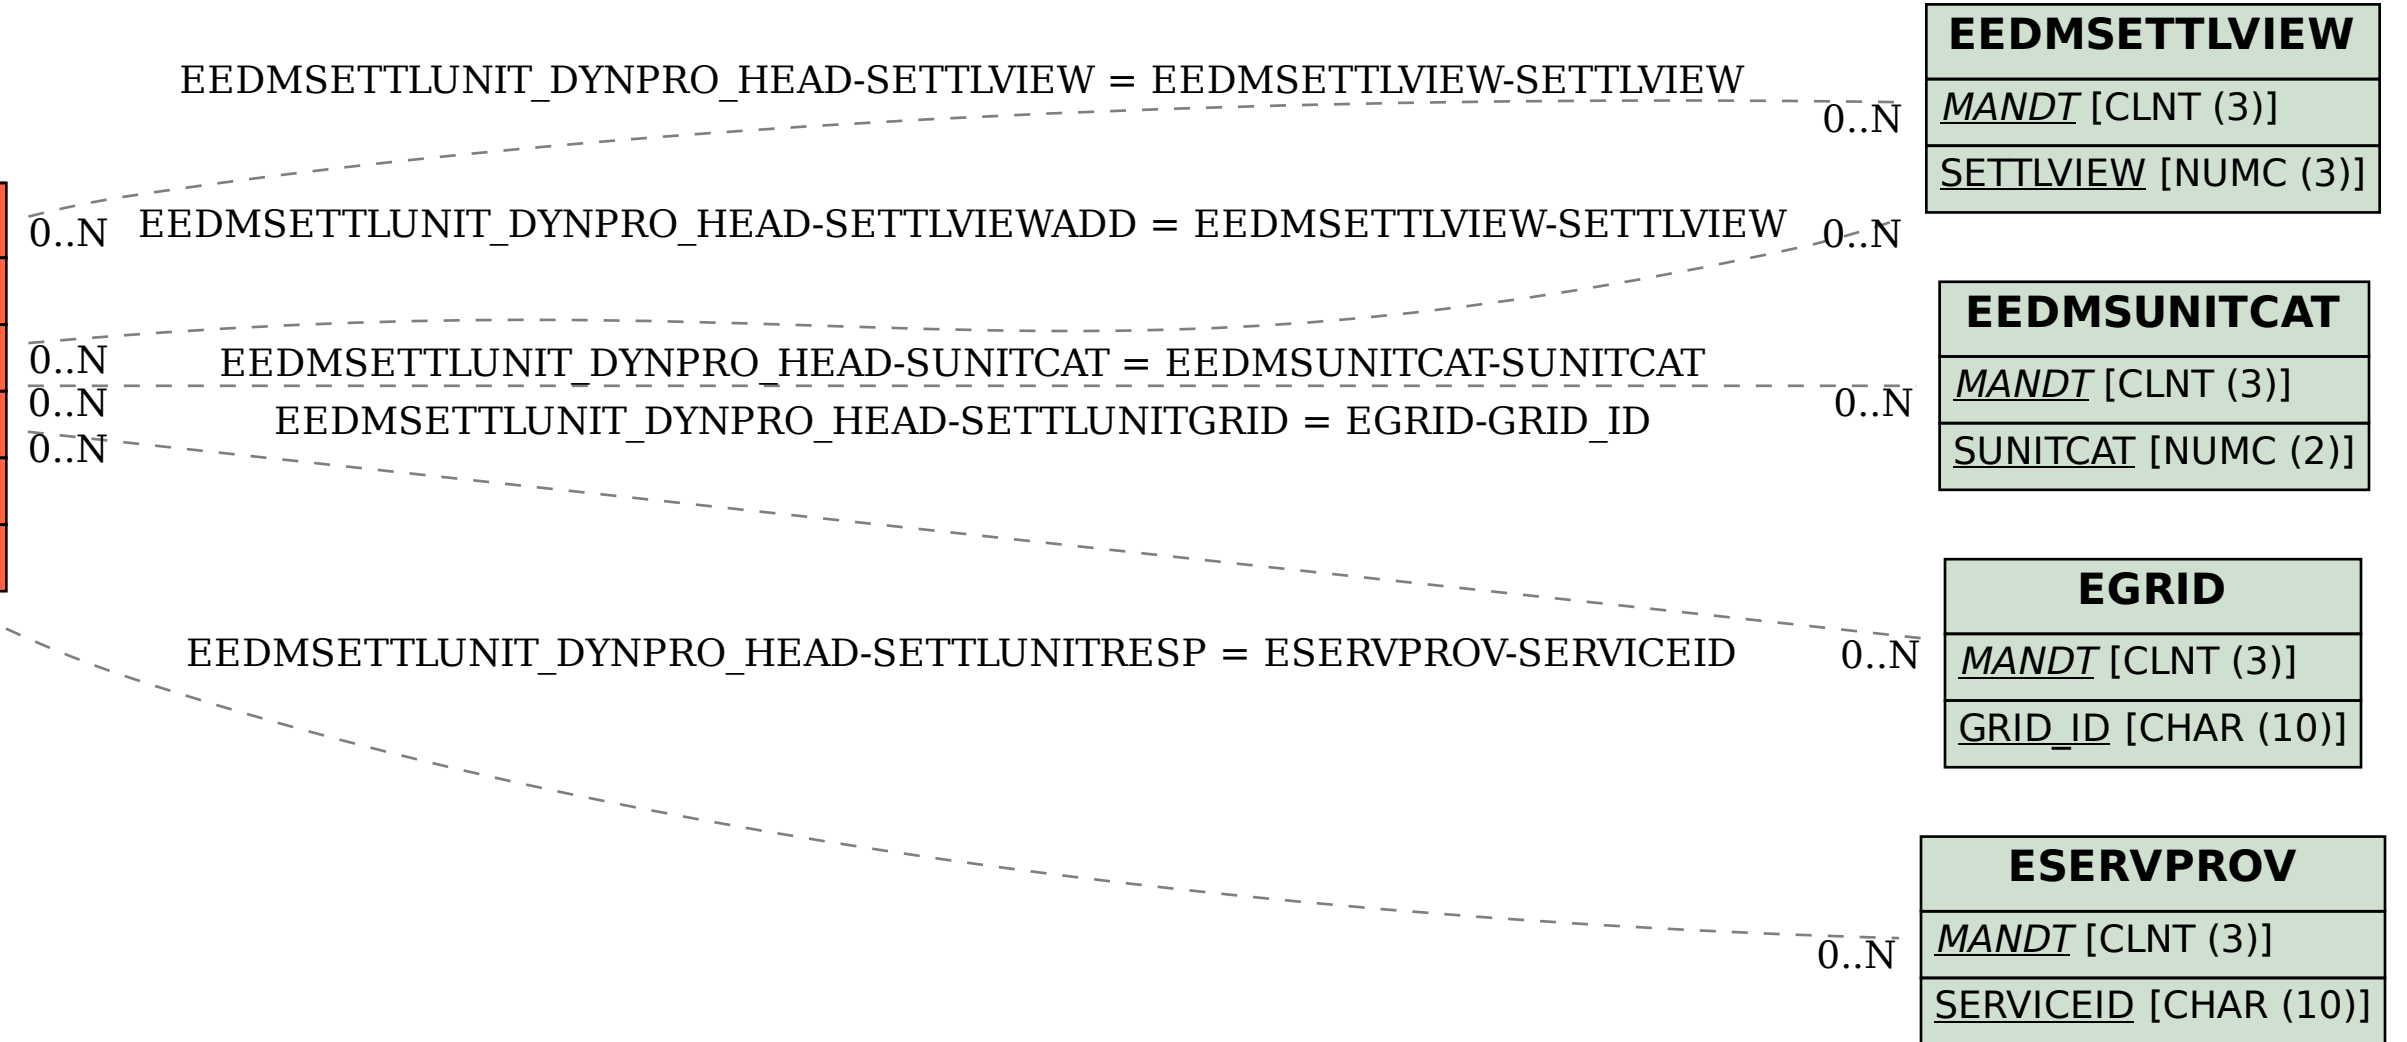 EEDMSETTLVIEW
EEDMSETTLUNIT_DYNPRO_HEAD-SETTLVIEW = EEDMSETTLVIEW-SETTLVIEW
0..N
MANDT [CLNT (3)]
SETTLVIEW [NUMC (3)]
0..N
EEDMSETTLUNIT_DYNPRO_HEAD-SETTLVIEWADD = EEDMSETTLVIEW-SETTLVIEW
0..N
EEDMSUNITCAT
0..N
EEDMSETTLUNIT_DYNPRO_HEAD-SUNITCAT = EEDMSUNITCAT-SUNITCAT
MANDT [CLNT (3)]
0..N
0..N
EEDMSETTLUNIT_DYNPRO_HEAD-SETTLUNITGRID = EGRID-GRID_ID
SUNITCAT [NUMC (2)]
0..N
EGRID
EEDMSETTLUNIT_DYNPRO_HEAD-SETTLUNITRESP = ESERVPROV-SERVICEID
0..N
MANDT [CLNT (3)]
GRID_ID [CHAR (10)]
ESERVPROV
0..N
MANDT [CLNT (3)]
SERVICEID [CHAR (10)]